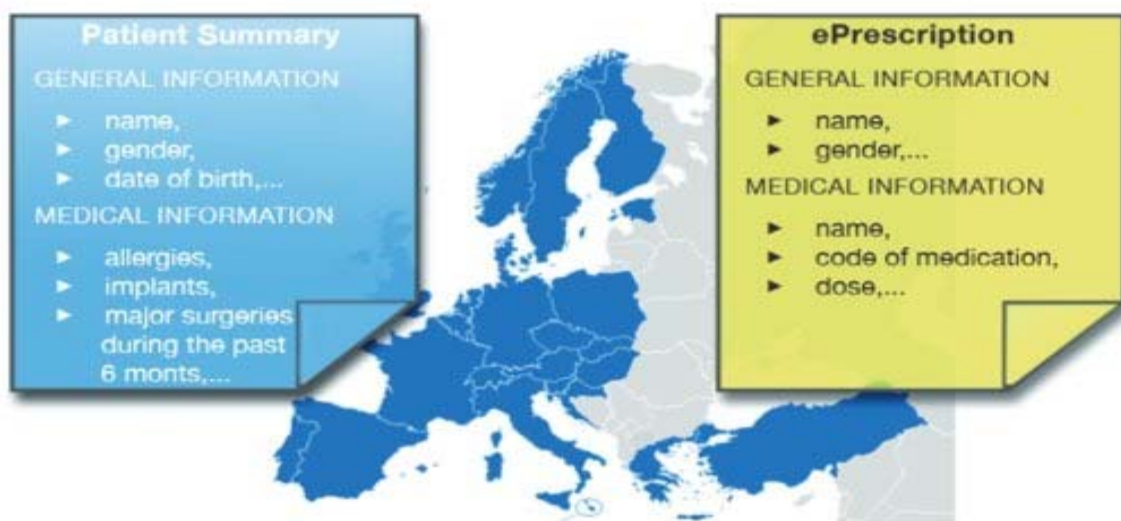 Patient Summary
GENERAL INFORMATION
► name,
► gender,
► date of birth,...
MEDICAL INFORMATION
► allergies,
► implants,
► major surgeries
during the past
6 monts,...
ePrescription
GENERAL INFORMATION
► name,
► gender,...
MEDICAL INFORMATION
► name,
► code of medication,
► dose,...